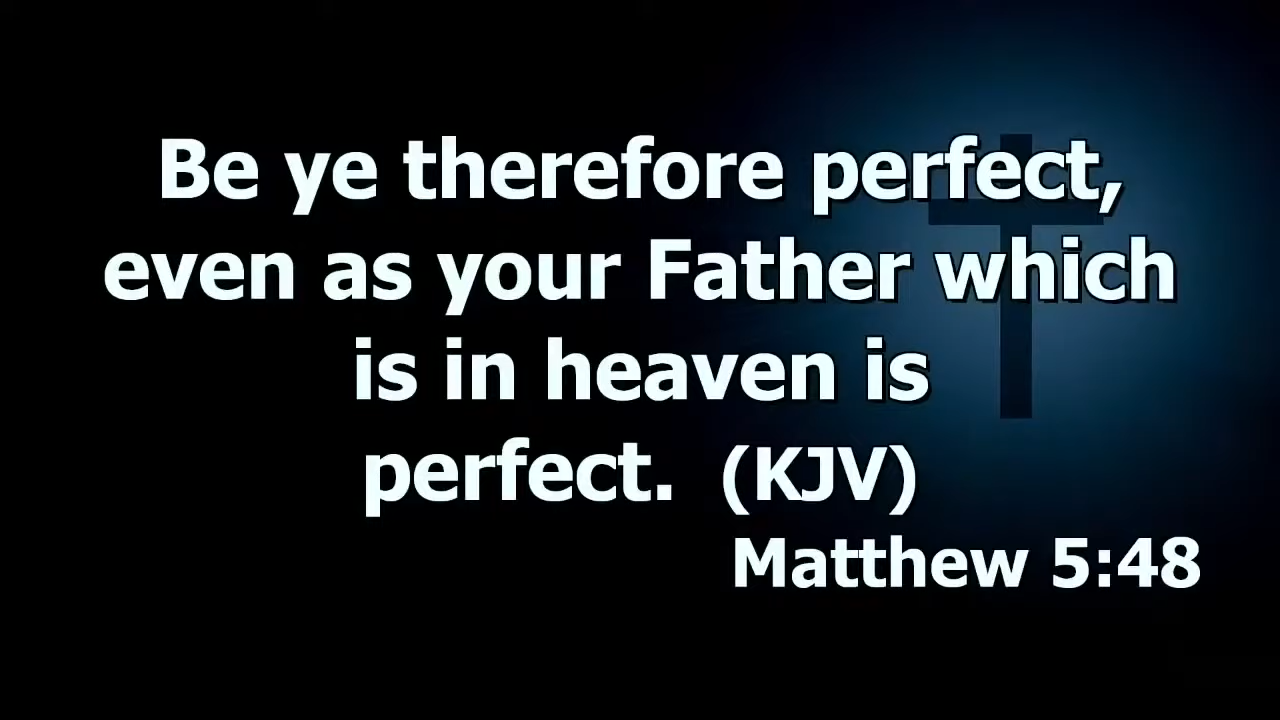 Be ye therefore perfect,
even as your Father which
is in heaven is
perfect. (KJV)
Matthew 5:48